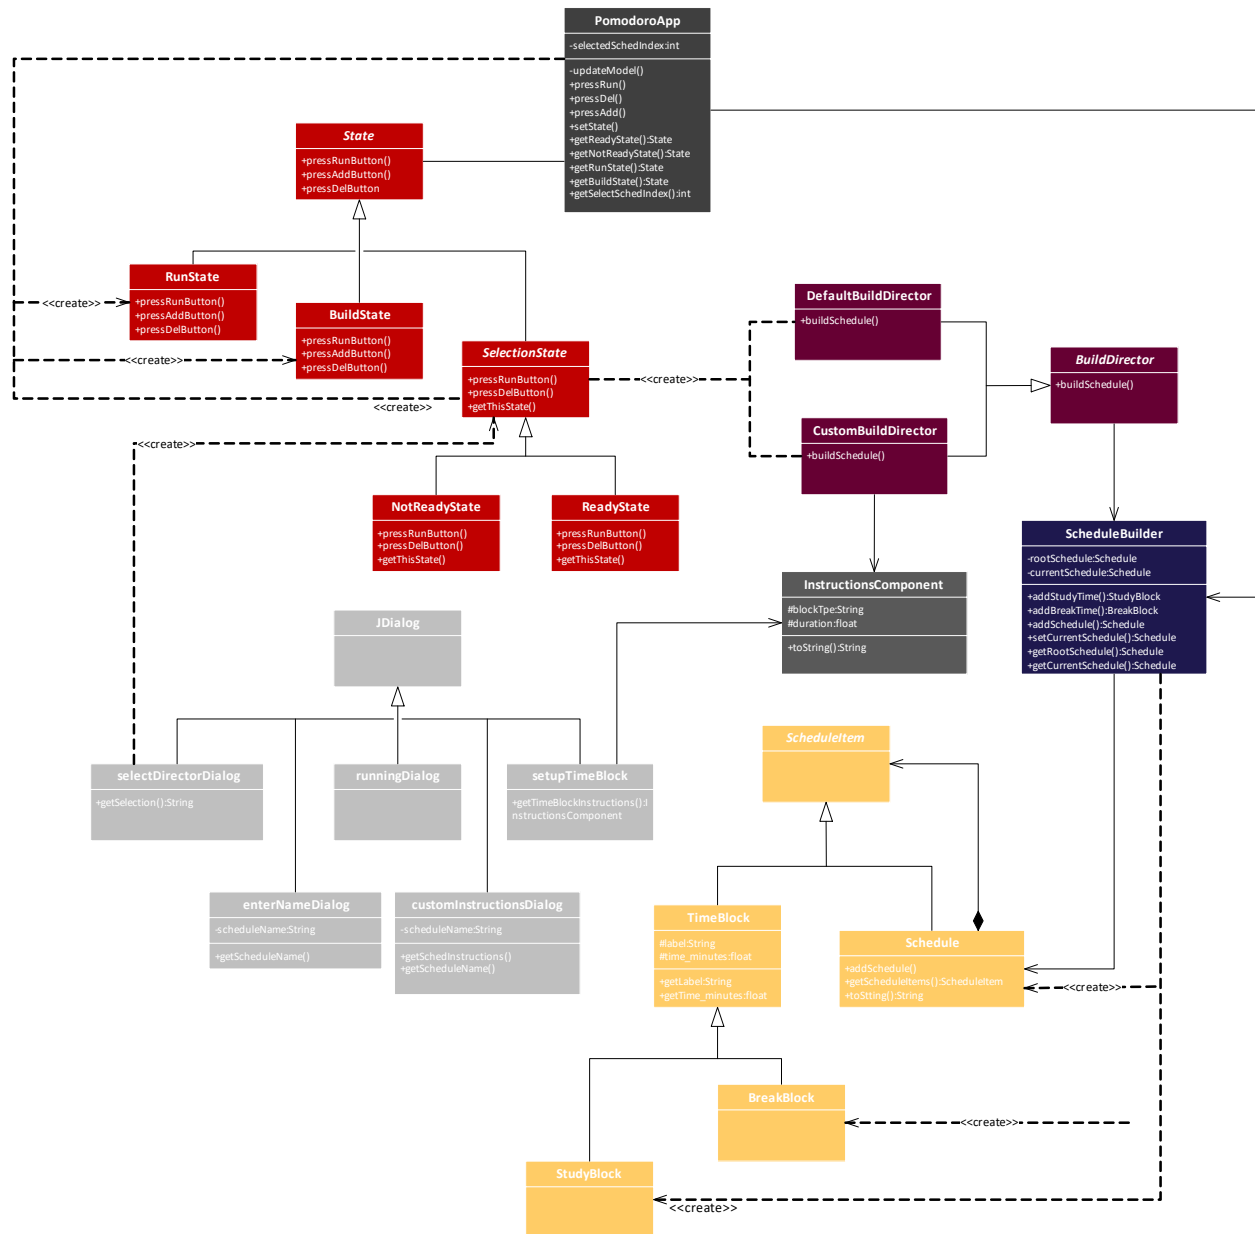 PomodoroApp
-selectedSchedIndex:int
-updateModel()
+pressRun()
+pressDel()
+pressAdd()
+setState()
+getReadyState():State
+getNotReadyState():State
+getRunState():State
+getBuildState():State
+getSelectSchedIndex():int
State
+pressRunButton()
+pressAddButton()
+pressDelButton
RunState
+pressRunButton()
+pressAddButton()
+pressDelButton()
<<create>>
BuildState
+pressRunButton()
+pressAddButton()
+pressDelButton()
<<create>>
SelectionState
+pressRunButton()
+pressDelButton()
+getThisState()
<<create>>
<<create>>
<<create>>
DefaultBuildDirector
+buildSchedule()
BuildDirector
+buildSchedule()
CustomBuildDirector
+buildSchedule()
NotReadyState
+pressRunButton()
+pressDelButton()
+getThisState()
ReadyState
+pressRunButton()
+pressDelButton()
+getThisState()
ScheduleBuilder
-rootSchedule:Schedule
-currentSchedule:Schedule
+addStudyTime():StudyBlock
+addBreakTime():BreakBlock
+addSchedule():Schedule
+setCurrentSchedule():Schedule
+getRootSchedule():Schedule
+getCurrentSchedule():Schedule
InstructionsComponent
#blockTpe:String
#duration:float
+toString():String
JDialog
selectDirectorDialog
+getSelection():String
runningDialog
setupTimeBlock
+getTimeBlockInstructions():I
nstructionsComponent
ScheduleItem
enterNameDialog
-scheduleName:String
+getScheduleName()
customInstructionsDialog
-scheduleName:String
+getSchedInstructions()
+getScheduleName()
TimeBlock
#label:String
#time_minutes:float
+getLabel:String
+getTime_minutes:float
Schedule
+addSchedule()
+getScheduleItems():ScheduleItem
+toStting():String
<<create>>
BreakBlock
<<create>>
StudyBlock
<<create>>